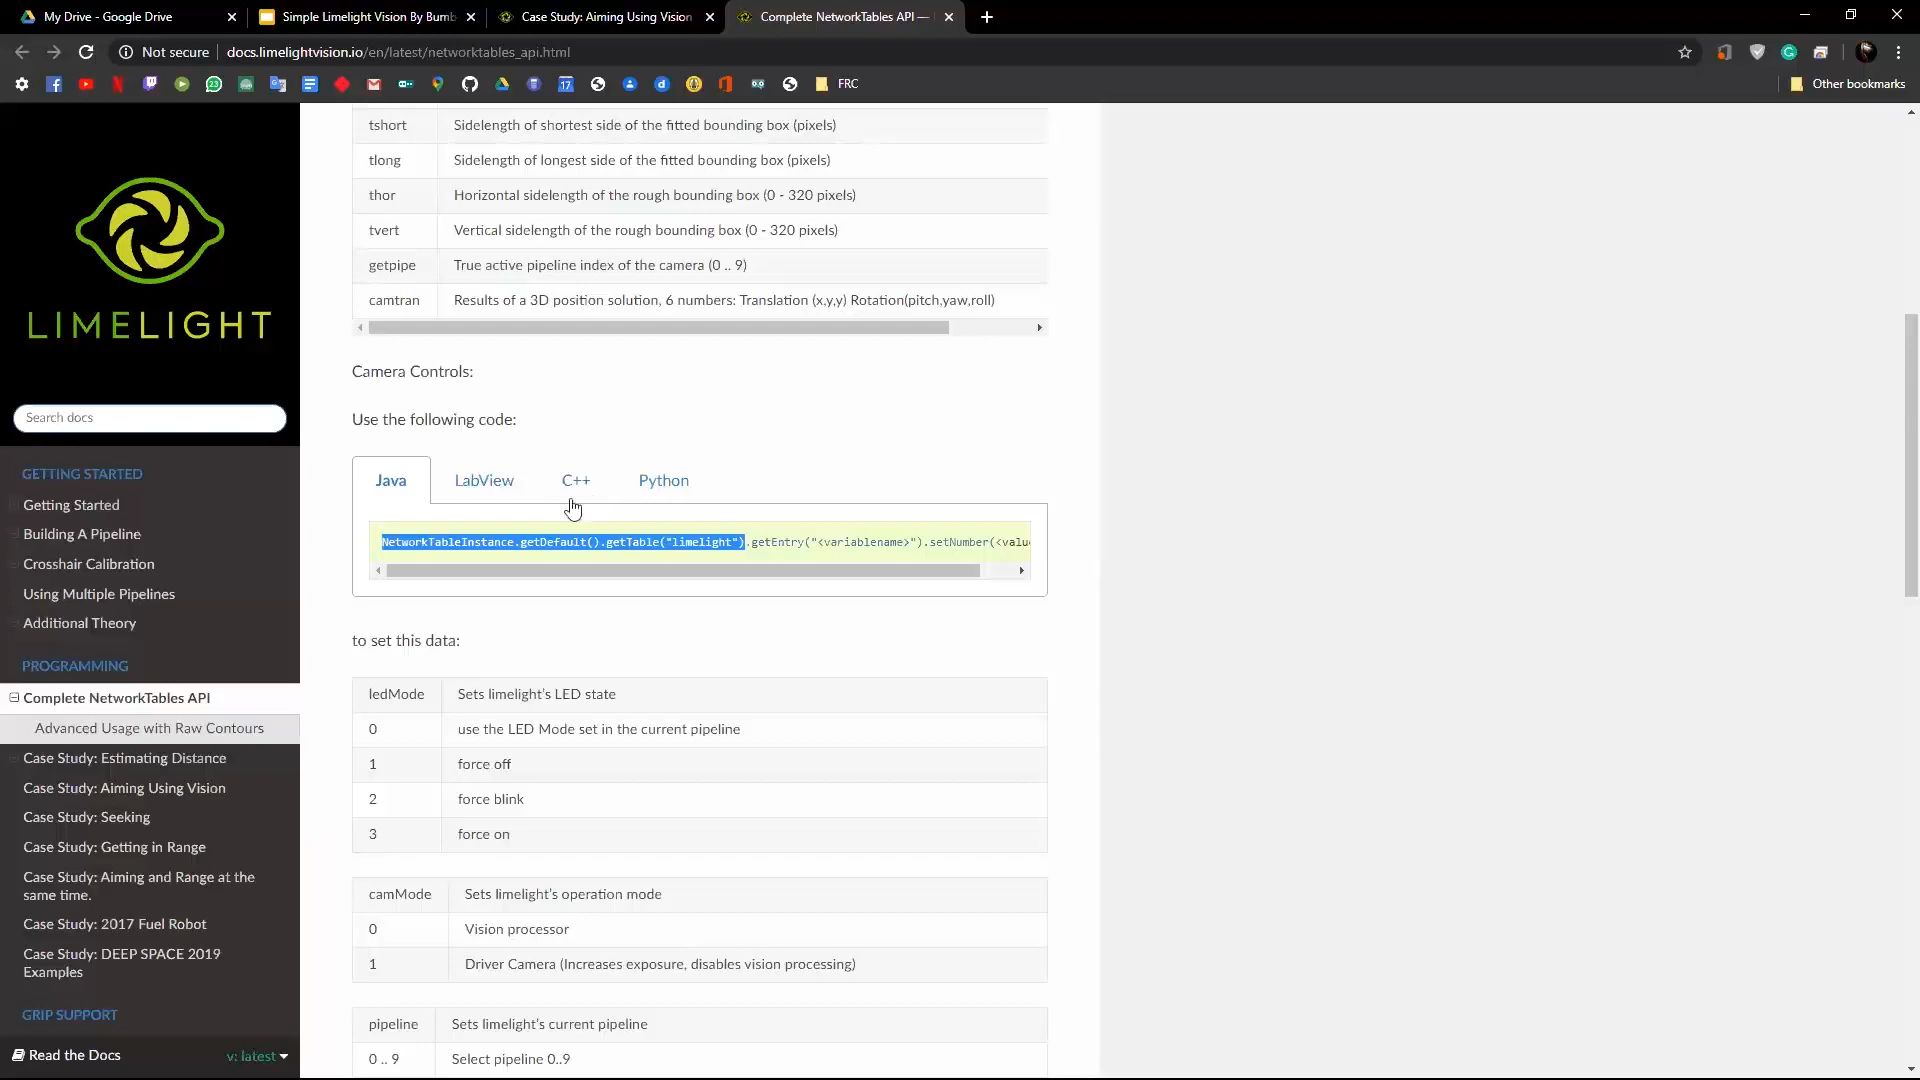 My Drive - Google Drive
Simple Limelight Vision By Bumb
Case Study: Aiming Using Vision
Complete NetworkTables API —
Not secure
docs.limelightvision.io/en/latest/networktables_api.html
23
17
FRC
Other bookmarks
LIMELIGHT
Search docs
GETTING STARTED
Getting Started
Building A Pipeline
Crosshair Calibration
Using Multiple Pipelines
Additional Theory
PROGRAMMING
Complete NetworkTables API
Advanced Usage with Raw Contours
Case Study: Estimating Distance
Case Study: Aiming Using Vision
Case Study: Seeking
Case Study: Getting in Range
Case Study: Aiming and Range at the
same time.
Case Study: 2017 Fuel Robot
Case Study: DEEP SPACE 2019
Examples
GRIP SUPPORT
Read the Docs
v: latest
tshort Sidelength of shortest side of the fitted bounding box (pixels)
tlong Sidelength of longest side of the fitted bounding box (pixels)
thor Horizontal sidelength of the rough bounding box (0 - 320 pixels)
tvert Vertical sidelength of the rough bounding box (0 - 320 pixels)
getpipe True active pipeline index of the camera (0 .. 9)
camtran Results of a 3D position solution, 6 numbers: Translation (x,y,y) Rotation(pitch,yaw,roll)
Camera Controls:
Use the following code:
Java LabView C++ Python
NetworkTableInstance.getDefault().getTable("limelight").getEntry("<variablename>").setNumber(<valu
to set this data:
ledMode Sets limelight's LED state
0 use the LED Mode set in the current pipeline
1 force off
2 force blink
3 force on
camMode Sets limelight's operation mode
0 Vision processor
1 Driver Camera (Increases exposure, disables vision processing)
pipeline Sets limelight's current pipeline
0 .. 9 Select pipeline 0..9